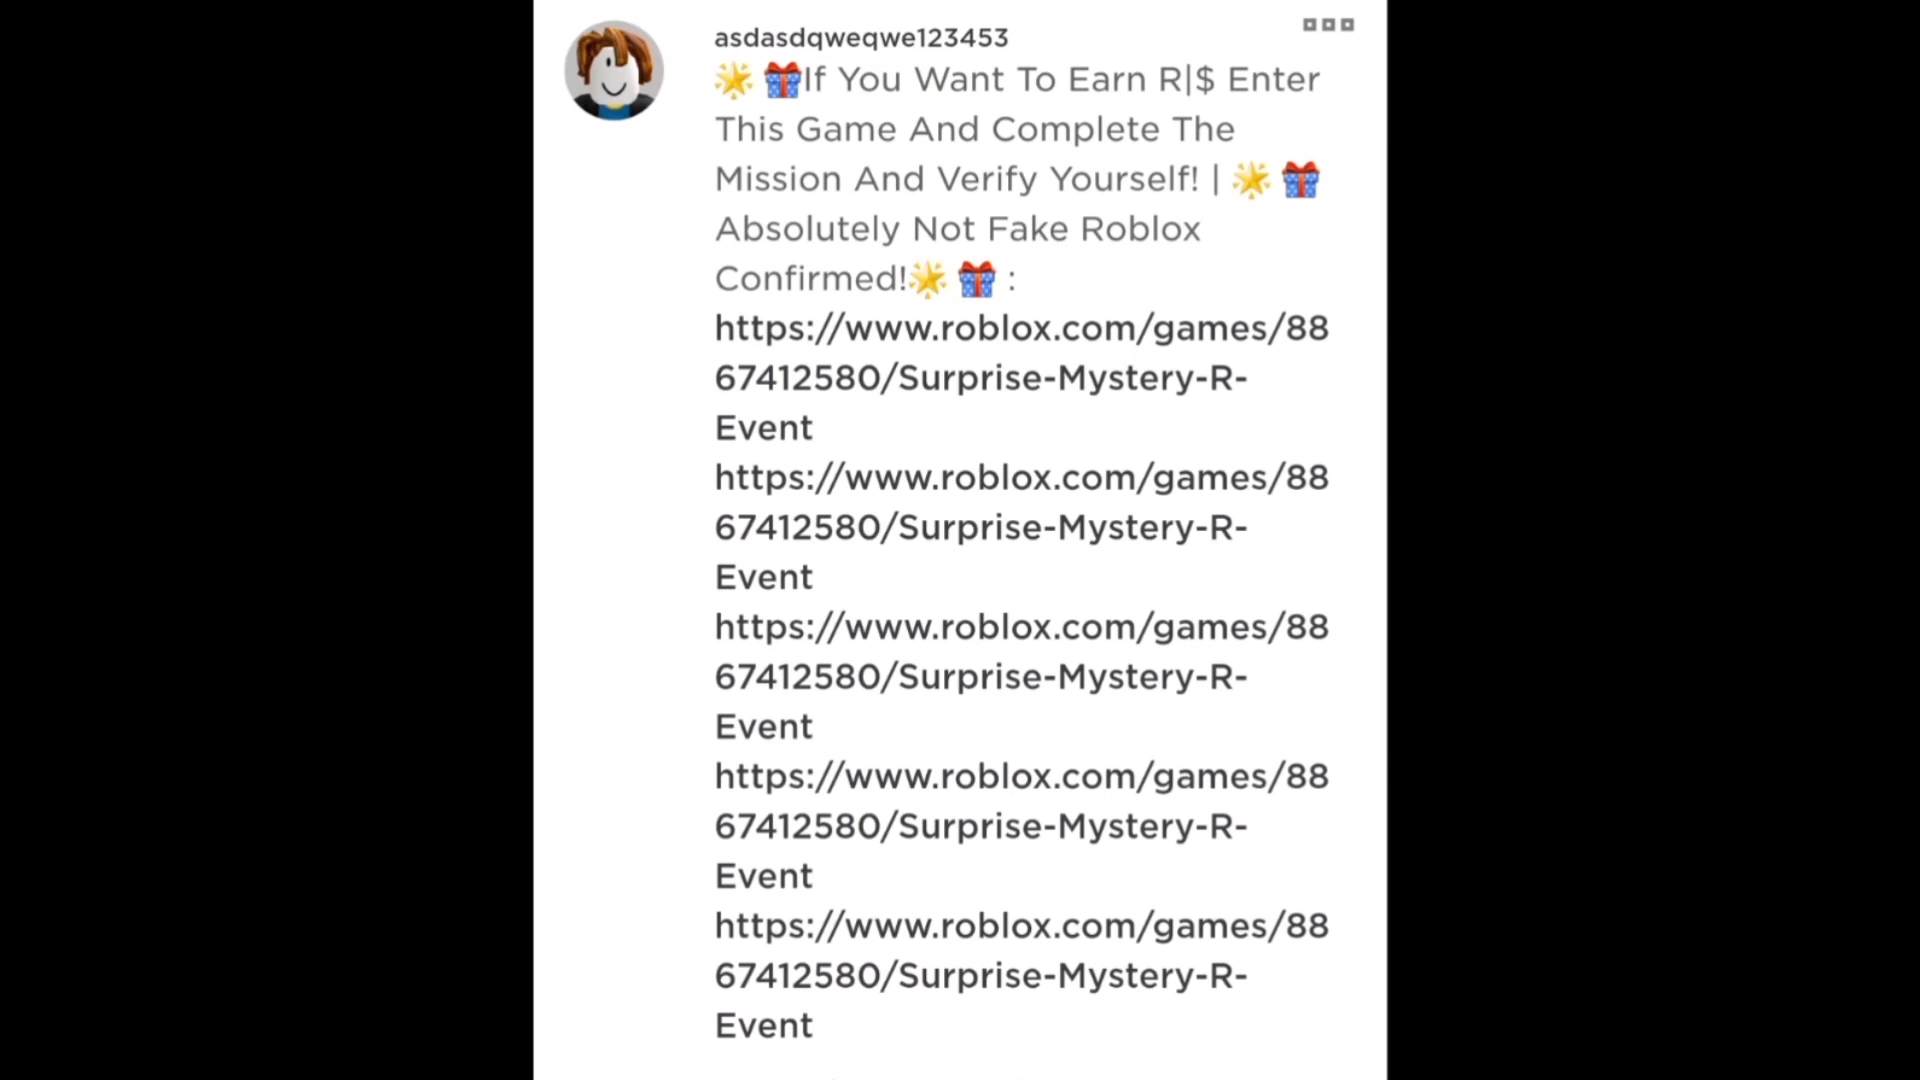 asdasdqweqwe123453
🌟 🎁If You Want To Earn R|$ Enter
This Game And Complete The
Mission And Verify Yourself! | 🌟 🎁
Absolutely Not Fake Roblox
Confirmed!🌟 🎁 :
https://www.roblox.com/games/88
67412580/Surprise-Mystery-R-
Event
https://www.roblox.com/games/88
67412580/Surprise-Mystery-R-
Event
https://www.roblox.com/games/88
67412580/Surprise-Mystery-R-
Event
https://www.roblox.com/games/88
67412580/Surprise-Mystery-R-
Event
https://www.roblox.com/games/88
67412580/Surprise-Mystery-R-
Event